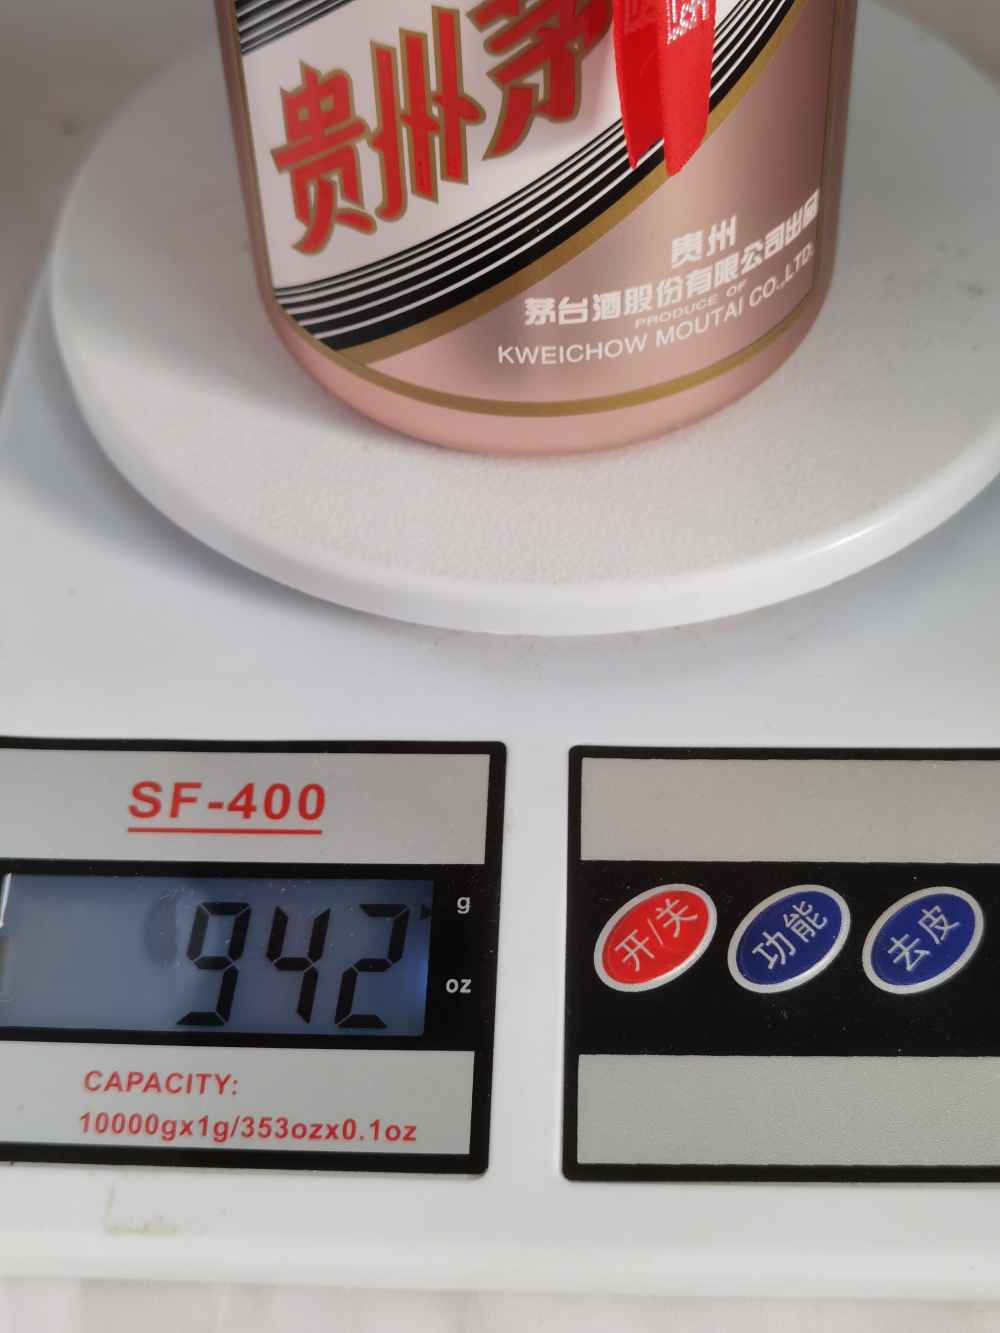 贵州茅
贵州
茅台酒股份有限公司出品
PRODUCE OF
KWEICHOW MOUTAI CO.,LTD.
SF-400
942
g
oz
CAPACITY:
10000gx1g/353ozx0.1oz
开/关
功能
去皮